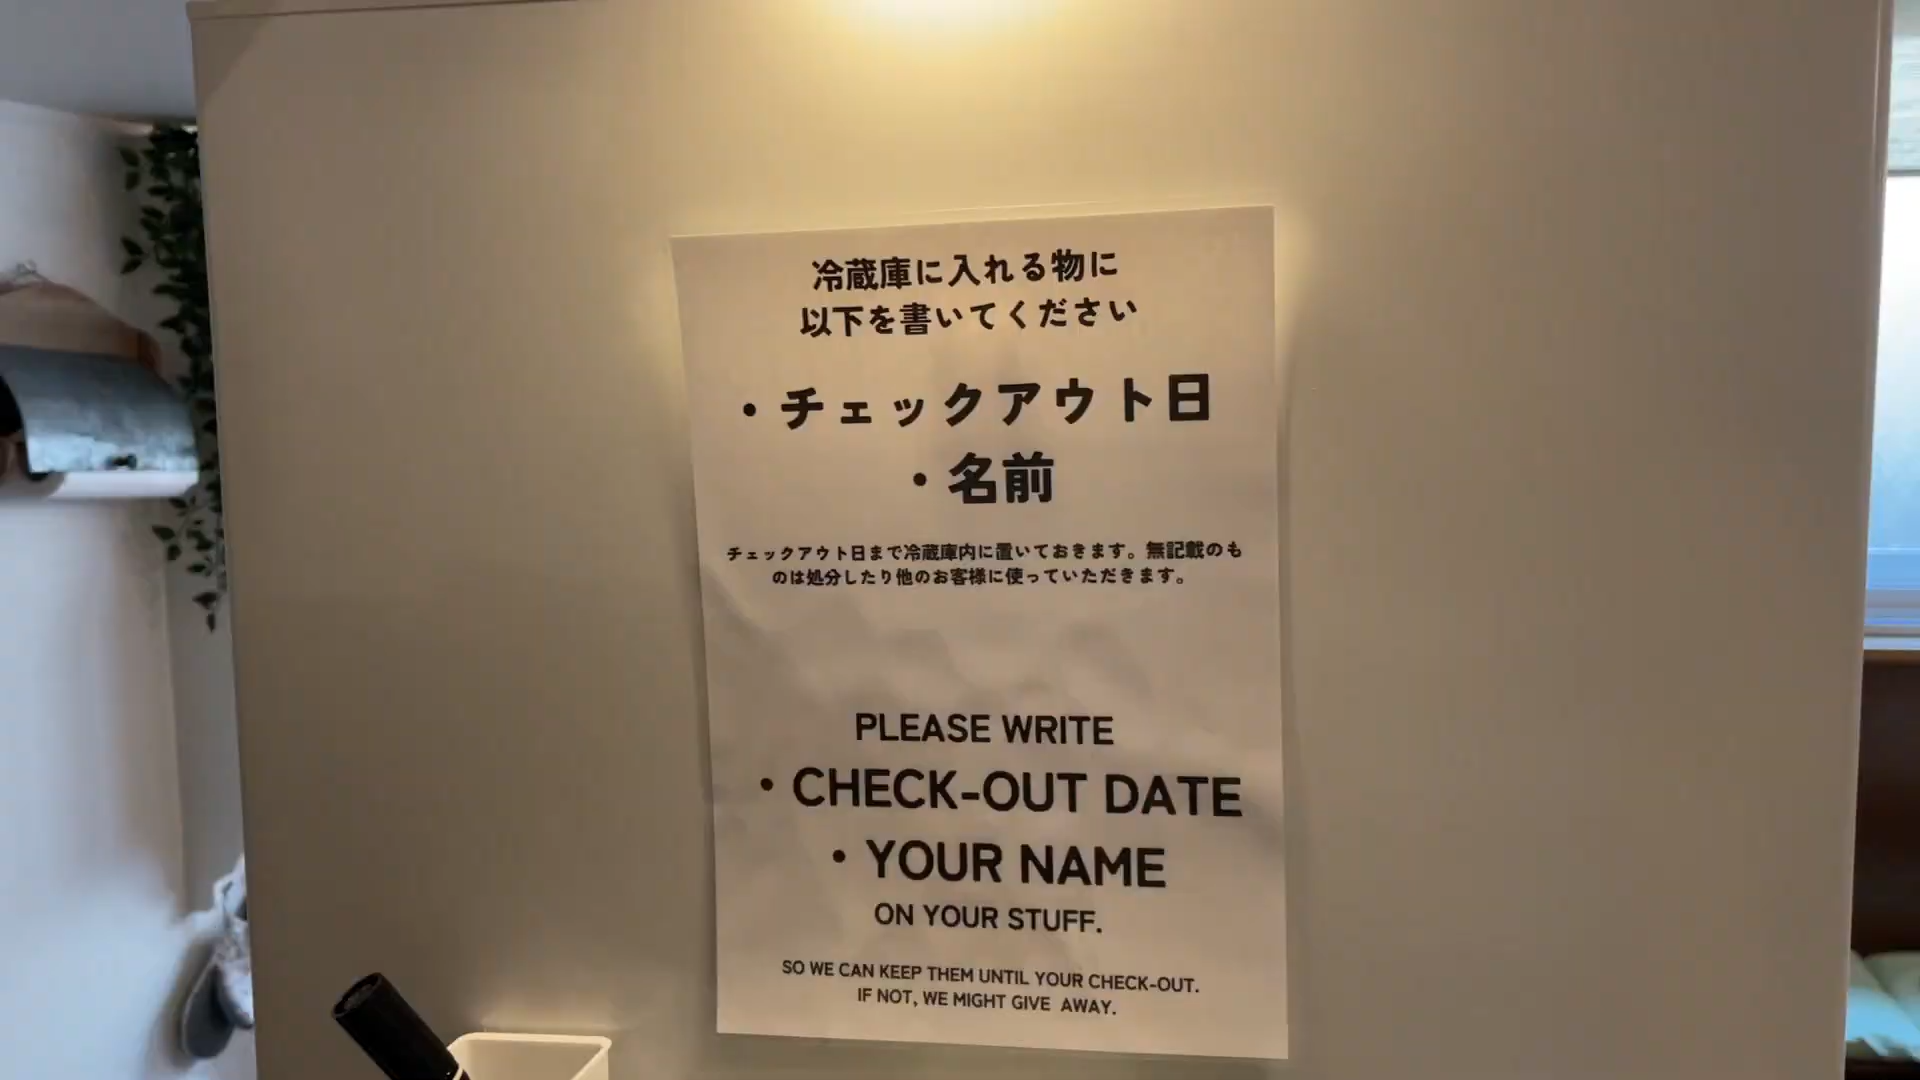 冷蔵庫に入れる物に
以下を書いてください
・チェックアウト日
・名前
チェックアウト日まで冷蔵庫内に置いておきます。無記載のも
のは処分したり他のお客様に使っていただきます。
PLEASE WRITE
・CHECK-OUT DATE
・YOUR NAME
ON YOUR STUFF.
SO WE CAN KEEP THEM UNTIL YOUR CHECK-OUT.
IF NOT, WE MIGHT GIVE AWAY.